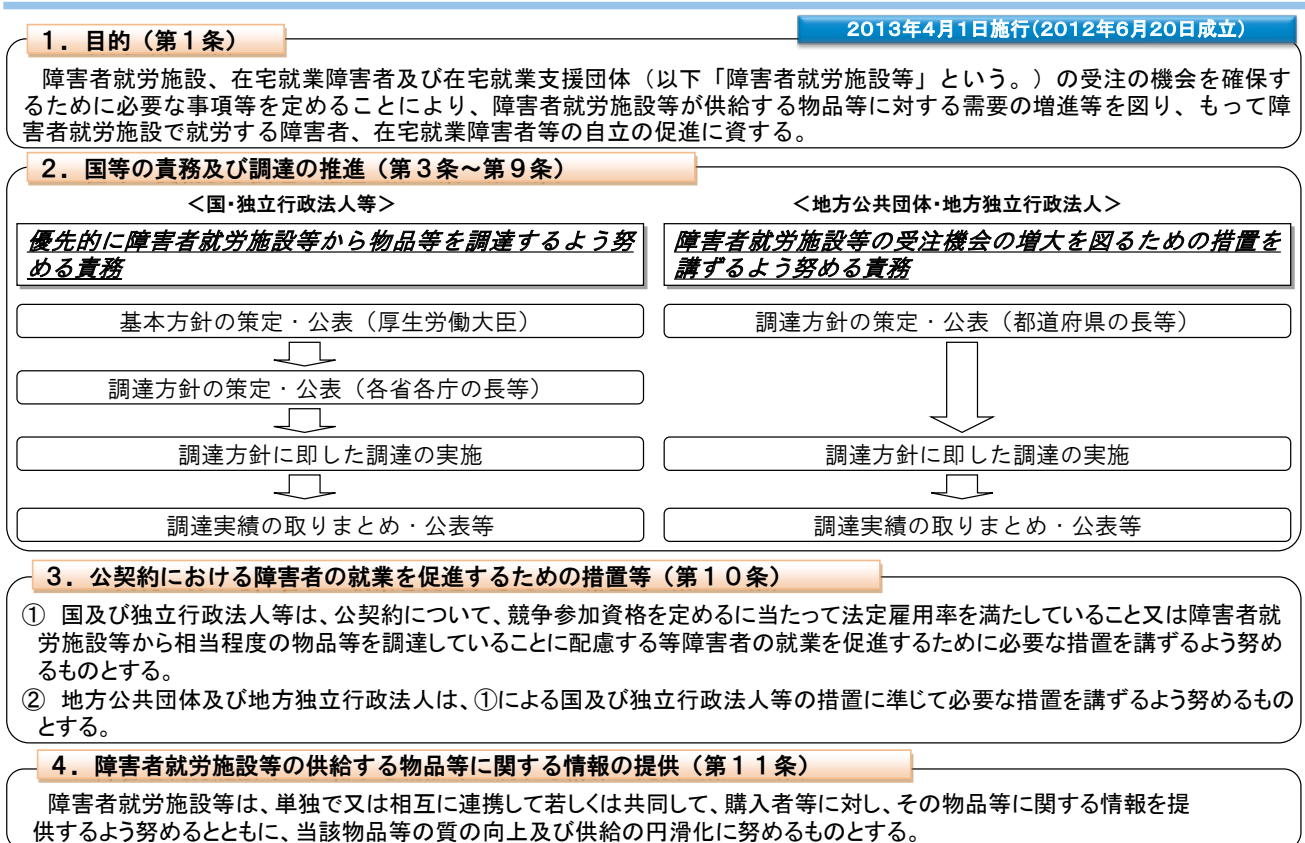 2013年4月1日施行(2012年6月20日成立)
１．目的（第１条）
障害者就労施設、在宅就業障害者及び在宅就業支援団体（以下「障害者就労施設等」という。）の受注の機会を確保す
るために必要な事項等を定めることにより、障害者就労施設等が供給する物品等に対する需要の増進等を図り、もって障
害者就労施設で就労する障害者、在宅就業障害者等の自立の促進に資する。
２．国等の責務及び調達の推進（第３条～第９条）
＜国・独立行政法人等＞
優先的に障害者就労施設等から物品等を調達するよう努
める責務
基本方針の策定・公表（厚生労働大臣）
調達方針の策定・公表（各省各庁の長等）
調達方針に即した調達の実施
調達実績の取りまとめ・公表等
＜地方公共団体・地方独立行政法人＞
障害者就労施設等の受注機会の増大を図るための措置を
講ずるよう努める責務
調達方針の策定・公表（都道府県の長等）
調達方針に即した調達の実施
調達実績の取りまとめ・公表等
３．公契約における障害者の就業を促進するための措置等（第１０条）
① 国及び独立行政法人等は、公契約について、競争参加資格を定めるに当たって法定雇用率を満たしていること又は障害者就
労施設等から相当程度の物品等を調達していることに配慮する等障害者の就業を促進するために必要な措置を講ずるよう努め
るものとする。
② 地方公共団体及び地方独立行政法人は、①による国及び独立行政法人等の措置に準じて必要な措置を講ずるよう努めるもの
とする。
４．障害者就労施設等の供給する物品等に関する情報の提供（第１１条）
障害者就労施設等は、単独で又は相互に連携して若しくは共同して、購入者等に対し、その物品等に関する情報を提
供するよう努めるとともに、当該物品等の質の向上及び供給の円滑化に努めるものとする。